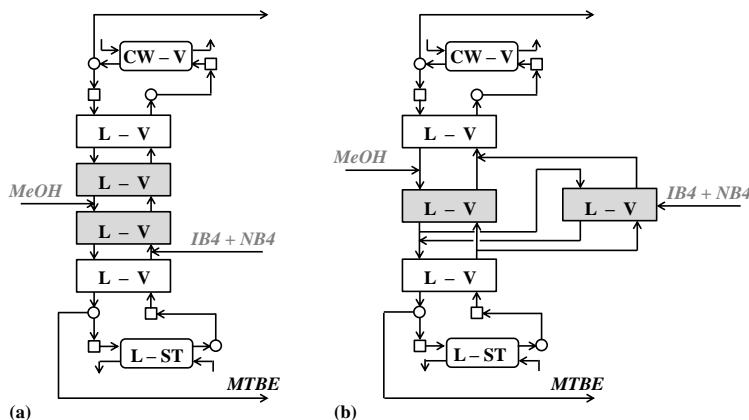 CW – V
L – V
L – V
MeOH
L – V
IB4 + NB4
L – V
L – ST
MTBE
(a)
CW – V
L – V
MeOH
L – V
L – V
IB4 + NB4
L – V
L – ST
MTBE
(b)